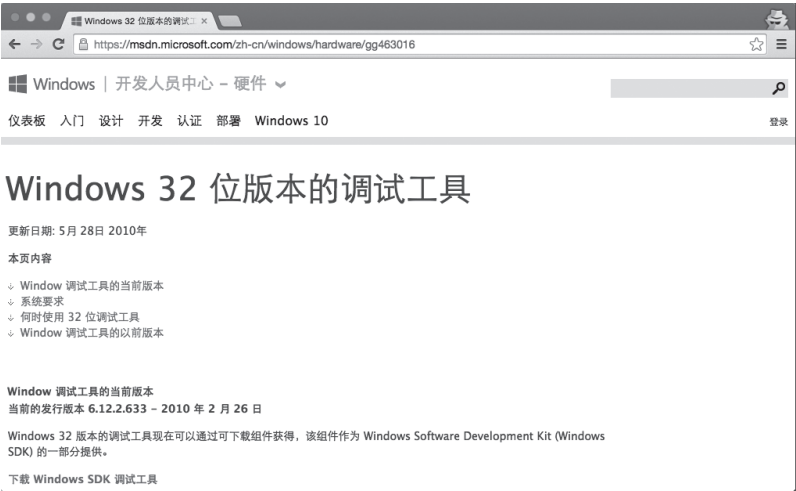 Windows 32 位版本的调试工 ×
https://msdn.microsoft.com/zh-cn/windows/hardware/gg463016
Windows | 开发人员中心 - 硬件
仪表板 入门 设计 开发 认证 部署 Windows 10 登录
Windows 32 位版本的调试工具
更新日期: 5月 28日 2010年
本页内容
↓ Window 调试工具的当前版本
↓ 系统要求
↓ 何时使用 32 位调试工具
↓ Window 调试工具的以前版本
Window 调试工具的当前版本
当前的发行版本 6.12.2.633 – 2010 年 2 月 26 日
Windows 32 版本的调试工具现在可以通过可下载组件获得，该组件作为 Windows Software Development Kit (Windows
SDK) 的一部分提供。
下载 Windows SDK 调试工具